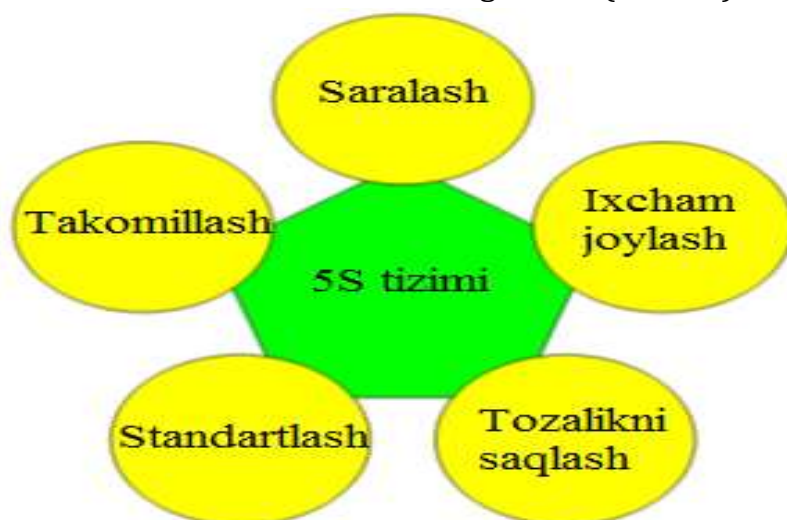 Saralash
Takomillash
Ixcham
joylash
5S tizimi
Standartlash
Tozalikni
saqlash